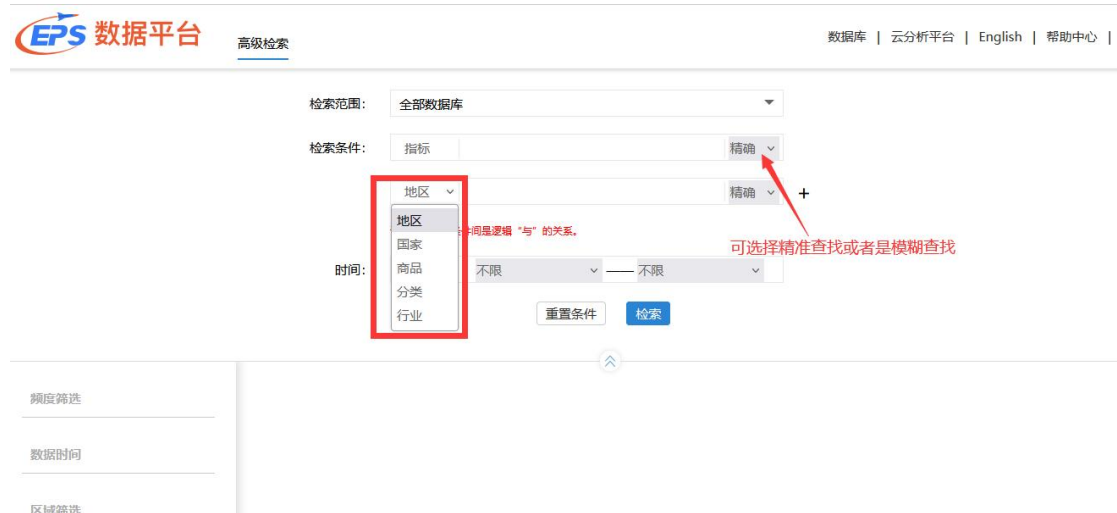 EPS 数据平台
高级检索
数据库 | 云分析平台 | English | 帮助中心 |
检索范围: 全部数据库
检索条件: 指标 精确
地区 精确 +
地区
间是逻辑“与”的关系。
国家
可选择精准查找或者是模糊查找
时间: 商品 不限 —— 不限
分类
行业
重置条件 检索
频度筛选
数据时间
区域筛选